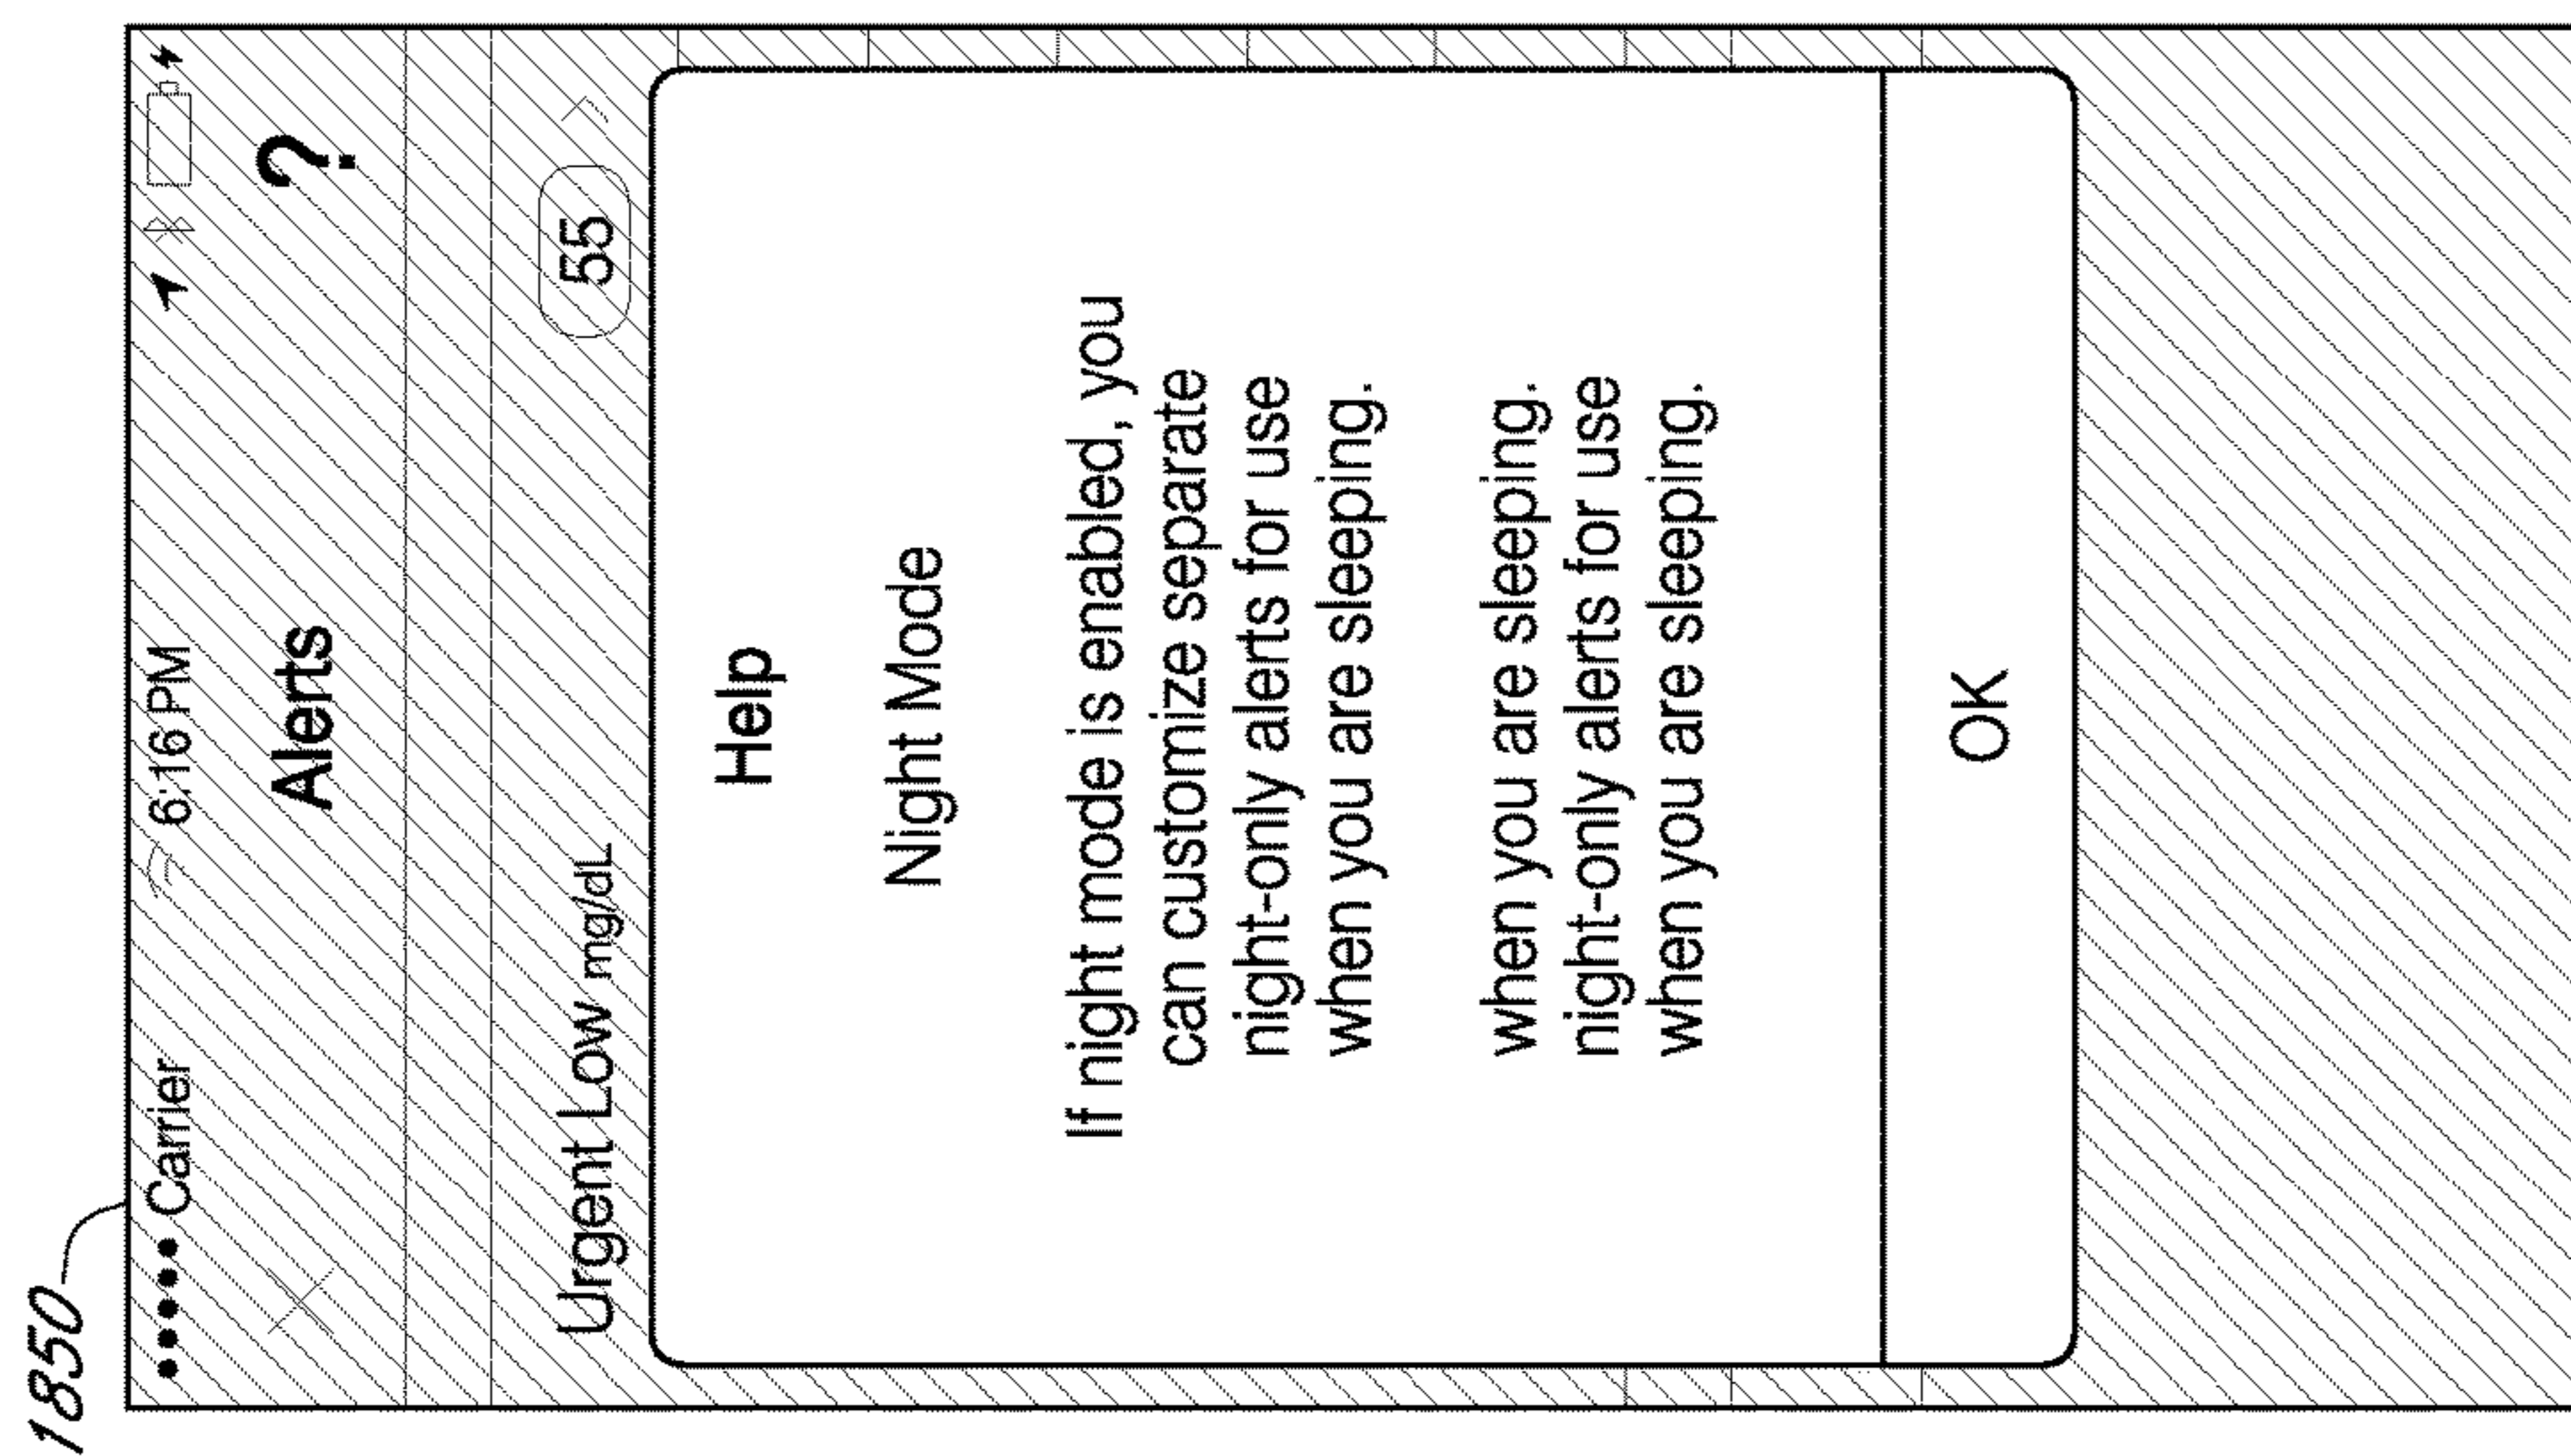 1850
Carrier 6:16 PM
Alerts ?
Urgent Low mg/dL 55
Help
Night Mode
If night mode is enabled, you
can customize separate
night-only alerts for use
when you are sleeping.
when you are sleeping.
night-only alerts for use
when you are sleeping.
OK